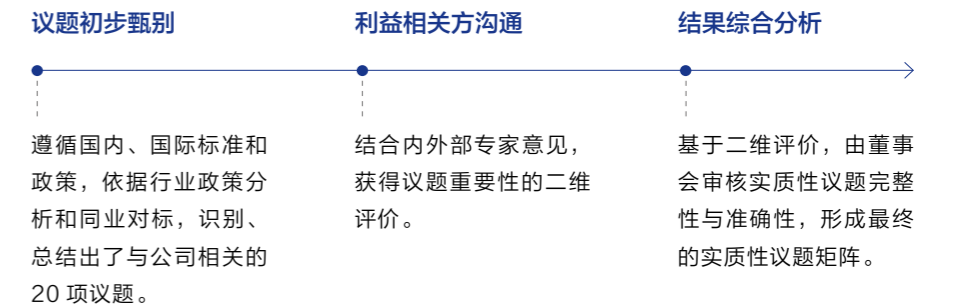 议题初步甄别
遵循国内、国际标准和
政策，依据行业政策分
析和同业对标，识别、
总结出了与公司相关的
20 项议题。
利益相关方沟通
结合内外部专家意见，
获得议题重要性的二维
评价。
结果综合分析
基于二维评价，由董事
会审核实质性议题完整
性与准确性，形成最终
的实质性议题矩阵。